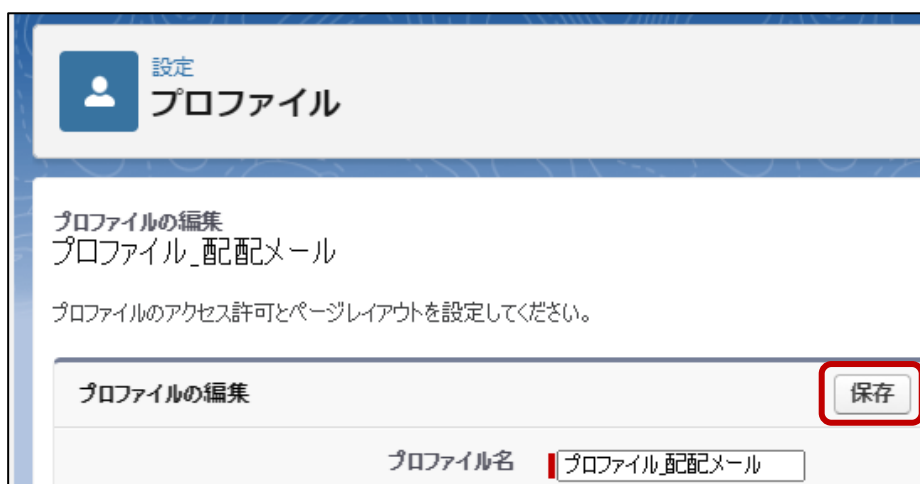 設定
プロファイル
プロファイルの編集
プロファイル_配配メール
プロファイルのアクセス許可とページレイアウトを設定してください。
プロファイルの編集
保存
プロファイル名
プロファイル_配配メール